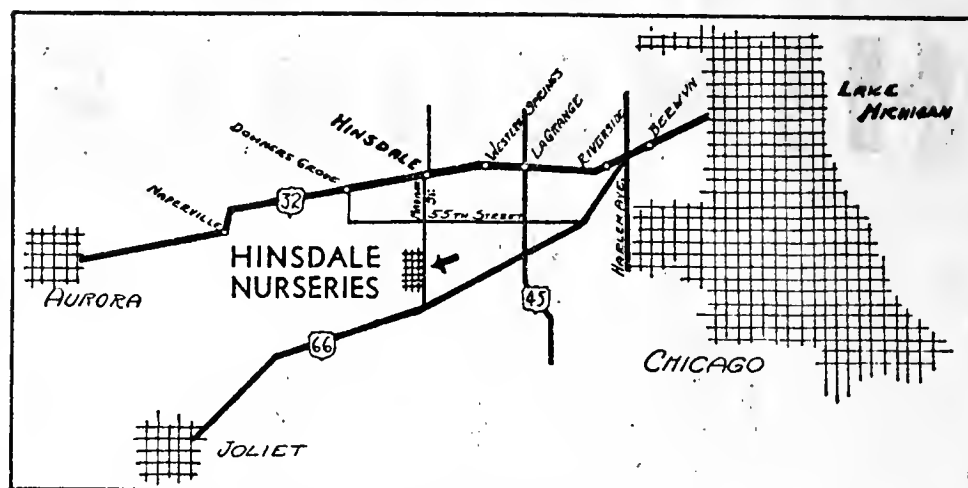 LAKE
MICHIGAN
BERWYN
RIVERSIDE
WESTERN SPRINGS
LAGRANGE
HINSDALE
DOWNERS GROVE
NAPERVILLE
32
55TH STREET
HARLEM AVE.
HINSDALE
NURSERIES
AURORA
45
66
CHICAGO
JOLIET